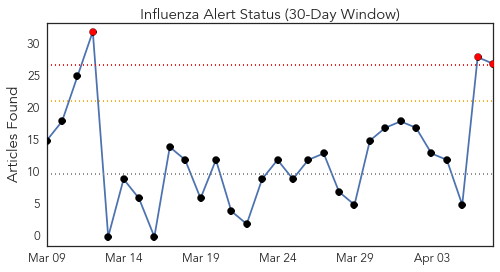 Influenza Alert Status (30-Day Window)
Articles Found
30
25
20
15
10
5
0
Mar 09 Mar 14 Mar 19 Mar 24 Mar 29 Apr 03